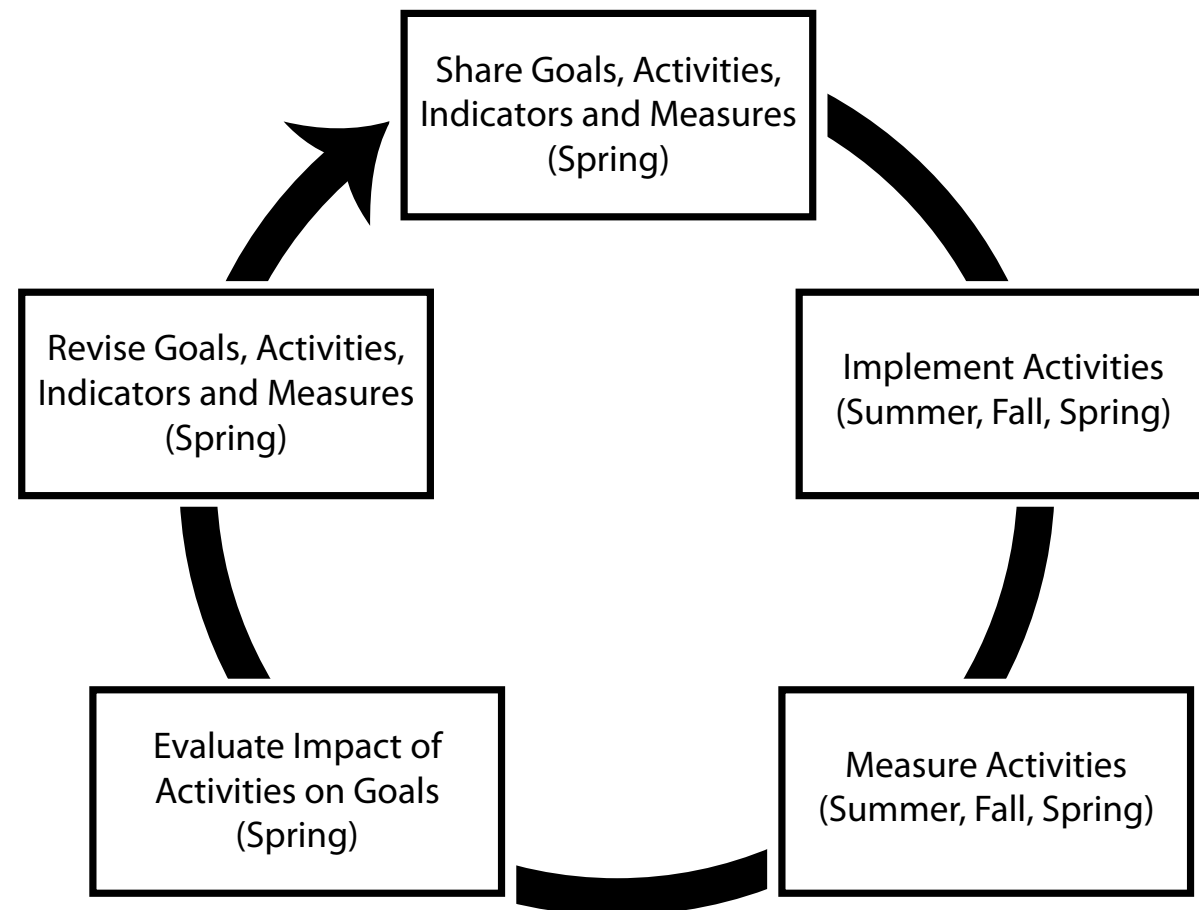 Share Goals, Activities,
Indicators and Measures
(Spring)
Implement Activities
(Summer, Fall, Spring)
Measure Activities
(Summer, Fall, Spring)
Evaluate Impact of
Activities on Goals
(Spring)
Revise Goals, Activities,
Indicators and Measures
(Spring)